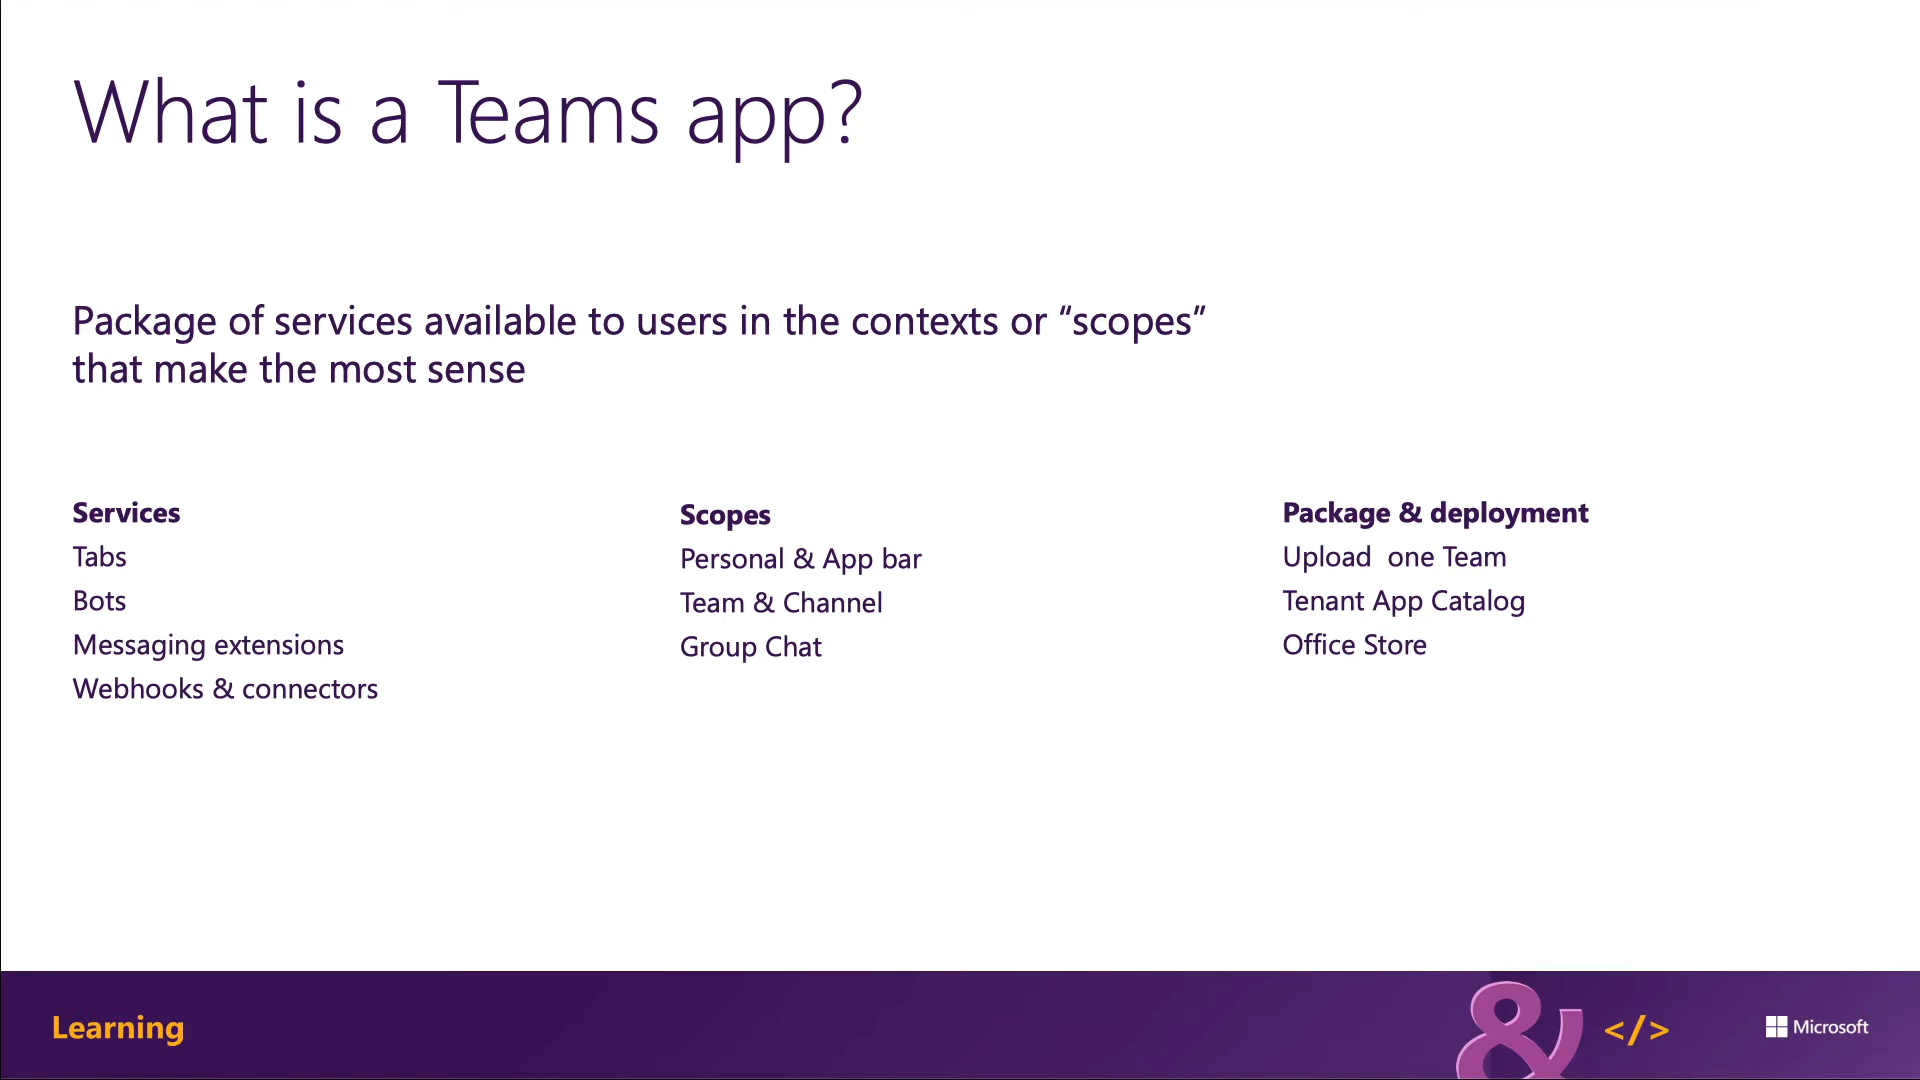 What is a Teams app?
Package of services available to users in the contexts or “scopes”
that make the most sense
Services
Tabs
Bots
Messaging extensions
Webhooks & connectors
Scopes
Personal & App bar
Team & Channel
Group Chat
Package & deployment
Upload  one Team
Tenant App Catalog
Office Store
Learning
& </>
Microsoft